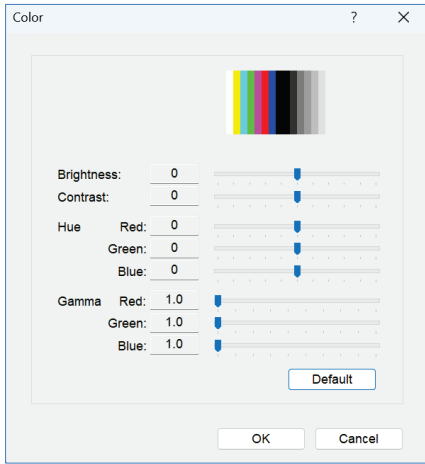 Color ?
Brightness: 0
Contrast: 0
Hue Red: 0
Green: 0
Blue: 0
Gamma Red: 1.0
Green: 1.0
Blue: 1.0
Default
OK Cancel